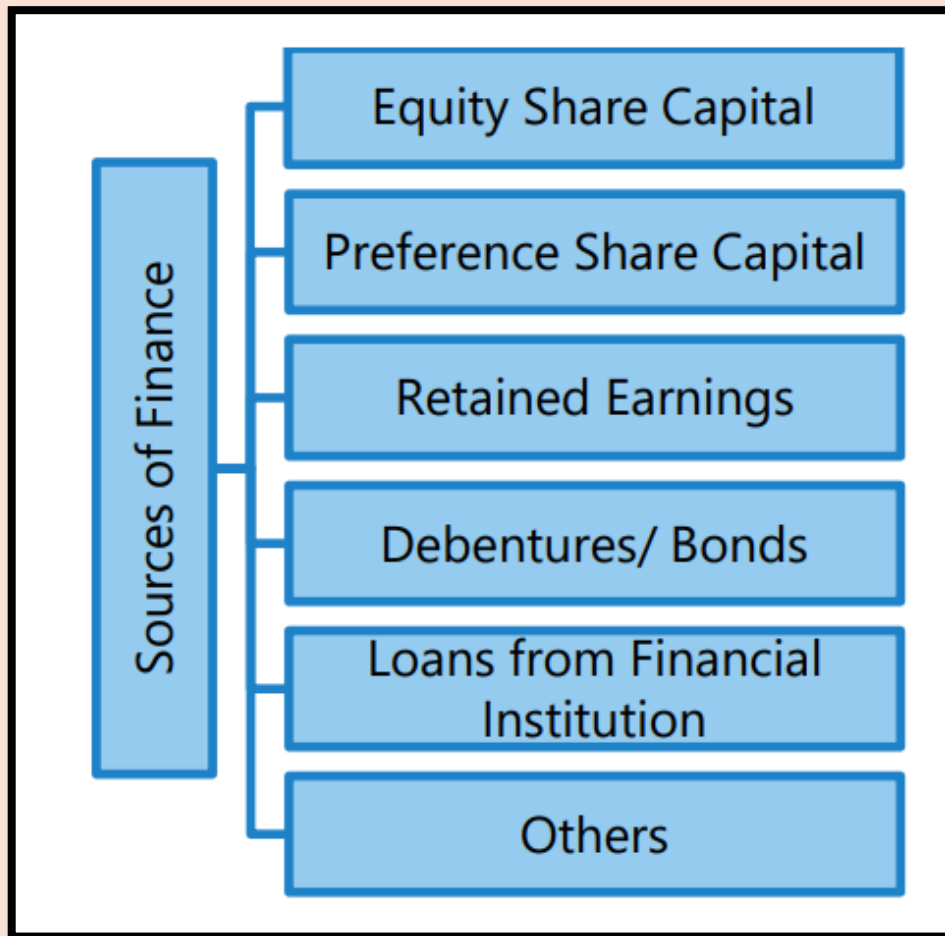 Sources of Finance
Equity Share Capital
Preference Share Capital
Retained Earnings
Debentures/ Bonds
Loans from Financial
Institution
Others